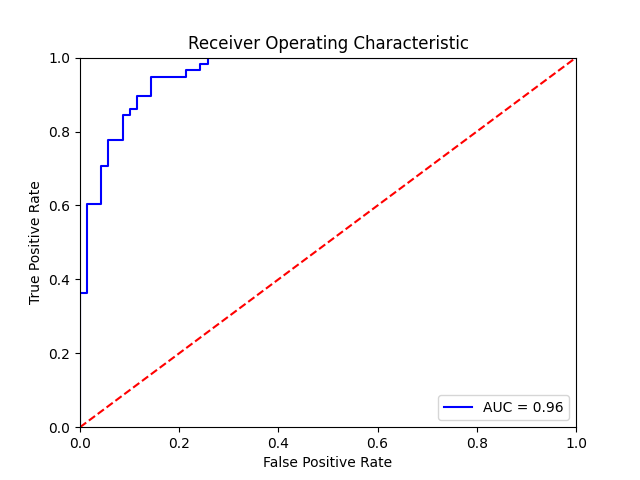 Receiver Operating Characteristic
1.0
0.8
0.6
0.4
0.2
0.0
True Positive Rate
AUC = 0.96
0.0 0.2 0.4 0.6 0.8 1.0
False Positive Rate